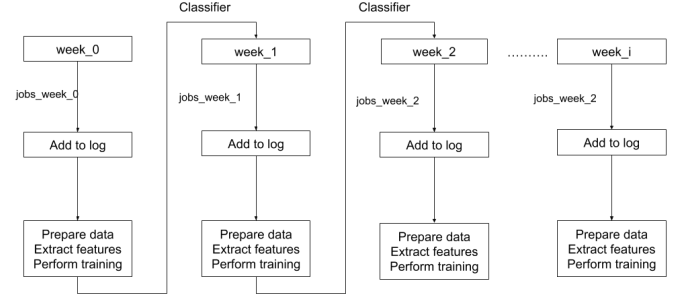 Classifier
Classifier
week_0
week_1
week_2
..........
week_i
jobs_week_0
jobs_week_1
jobs_week_2
jobs_week_2
Add to log
Add to log
Add to log
Add to log
Prepare data
Extract features
Perform training
Prepare data
Extract features
Perform training
Prepare data
Extract features
Perform training
Prepare data
Extract features
Perform training